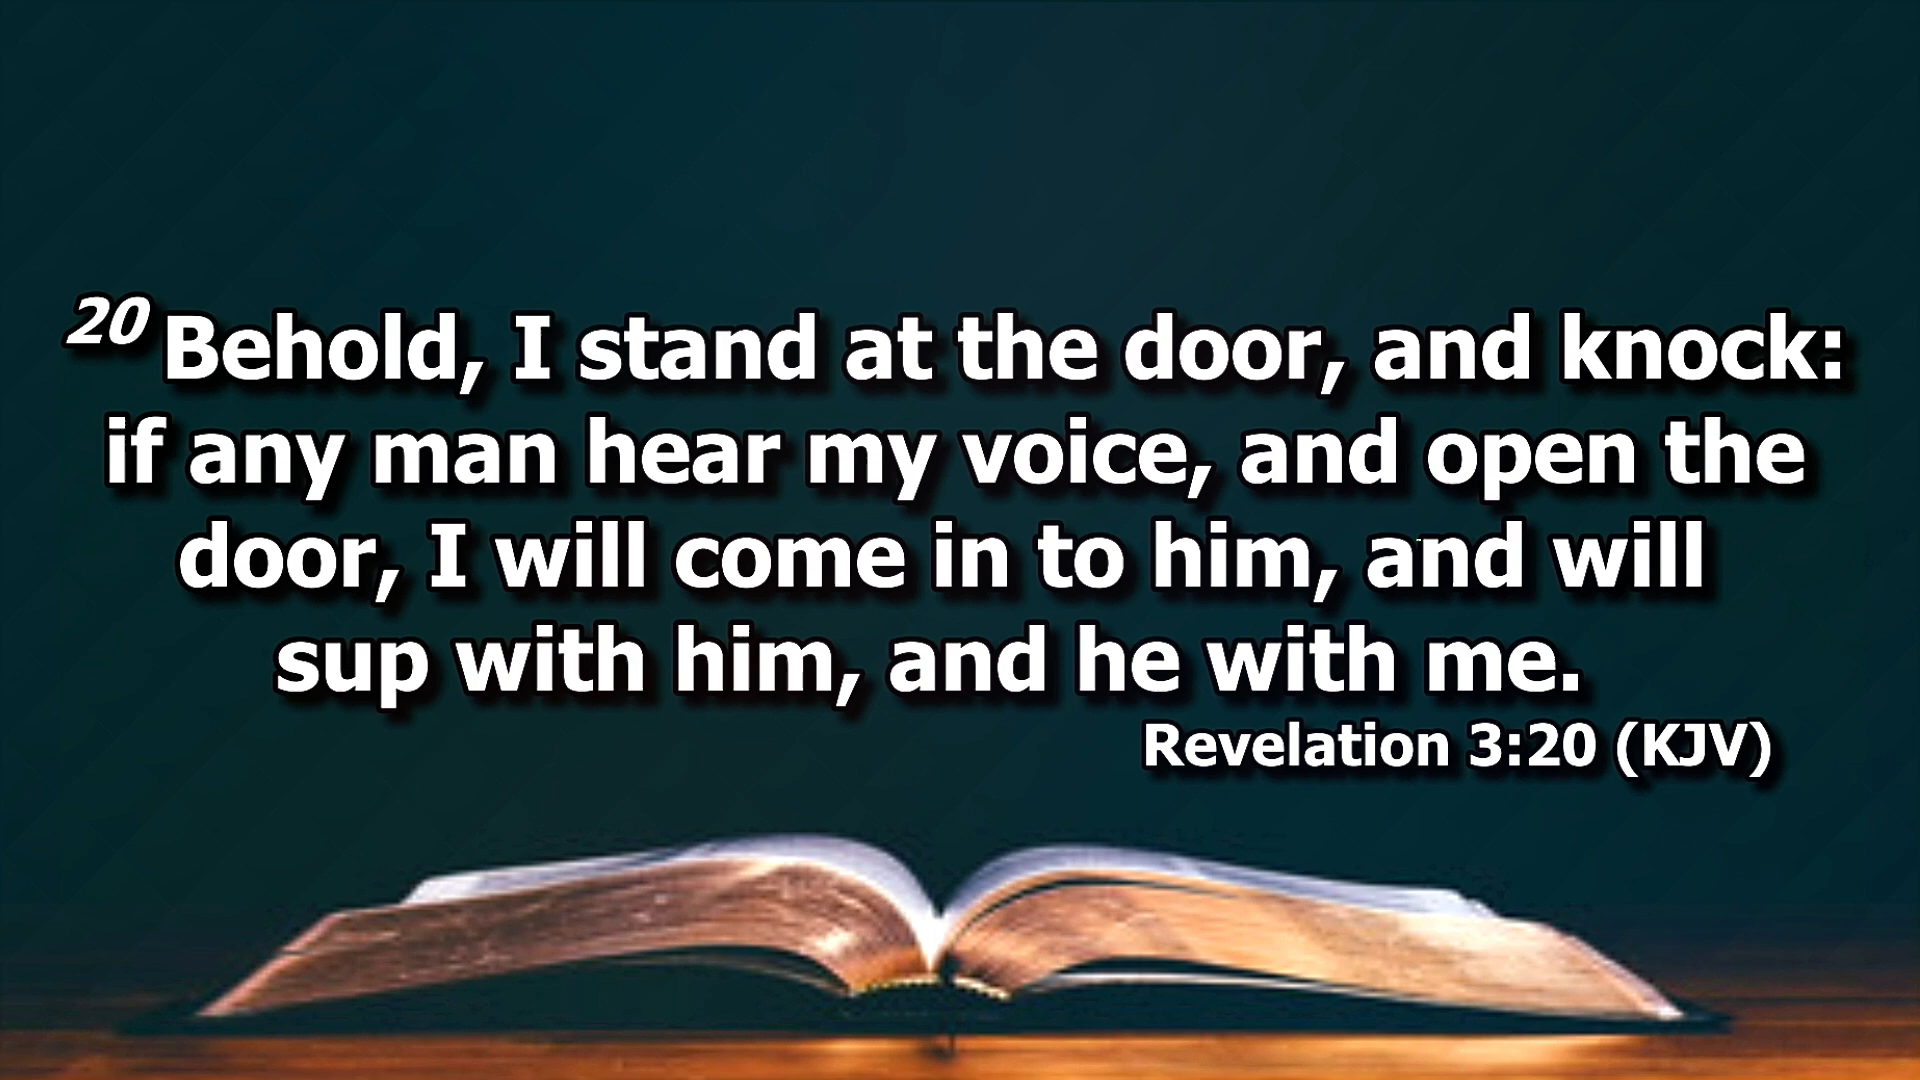 20 Behold, I stand at the door, and knock:
if any man hear my voice, and open the
door, I will come in to him, and will
sup with him, and he with me.
Revelation 3:20 (KJV)